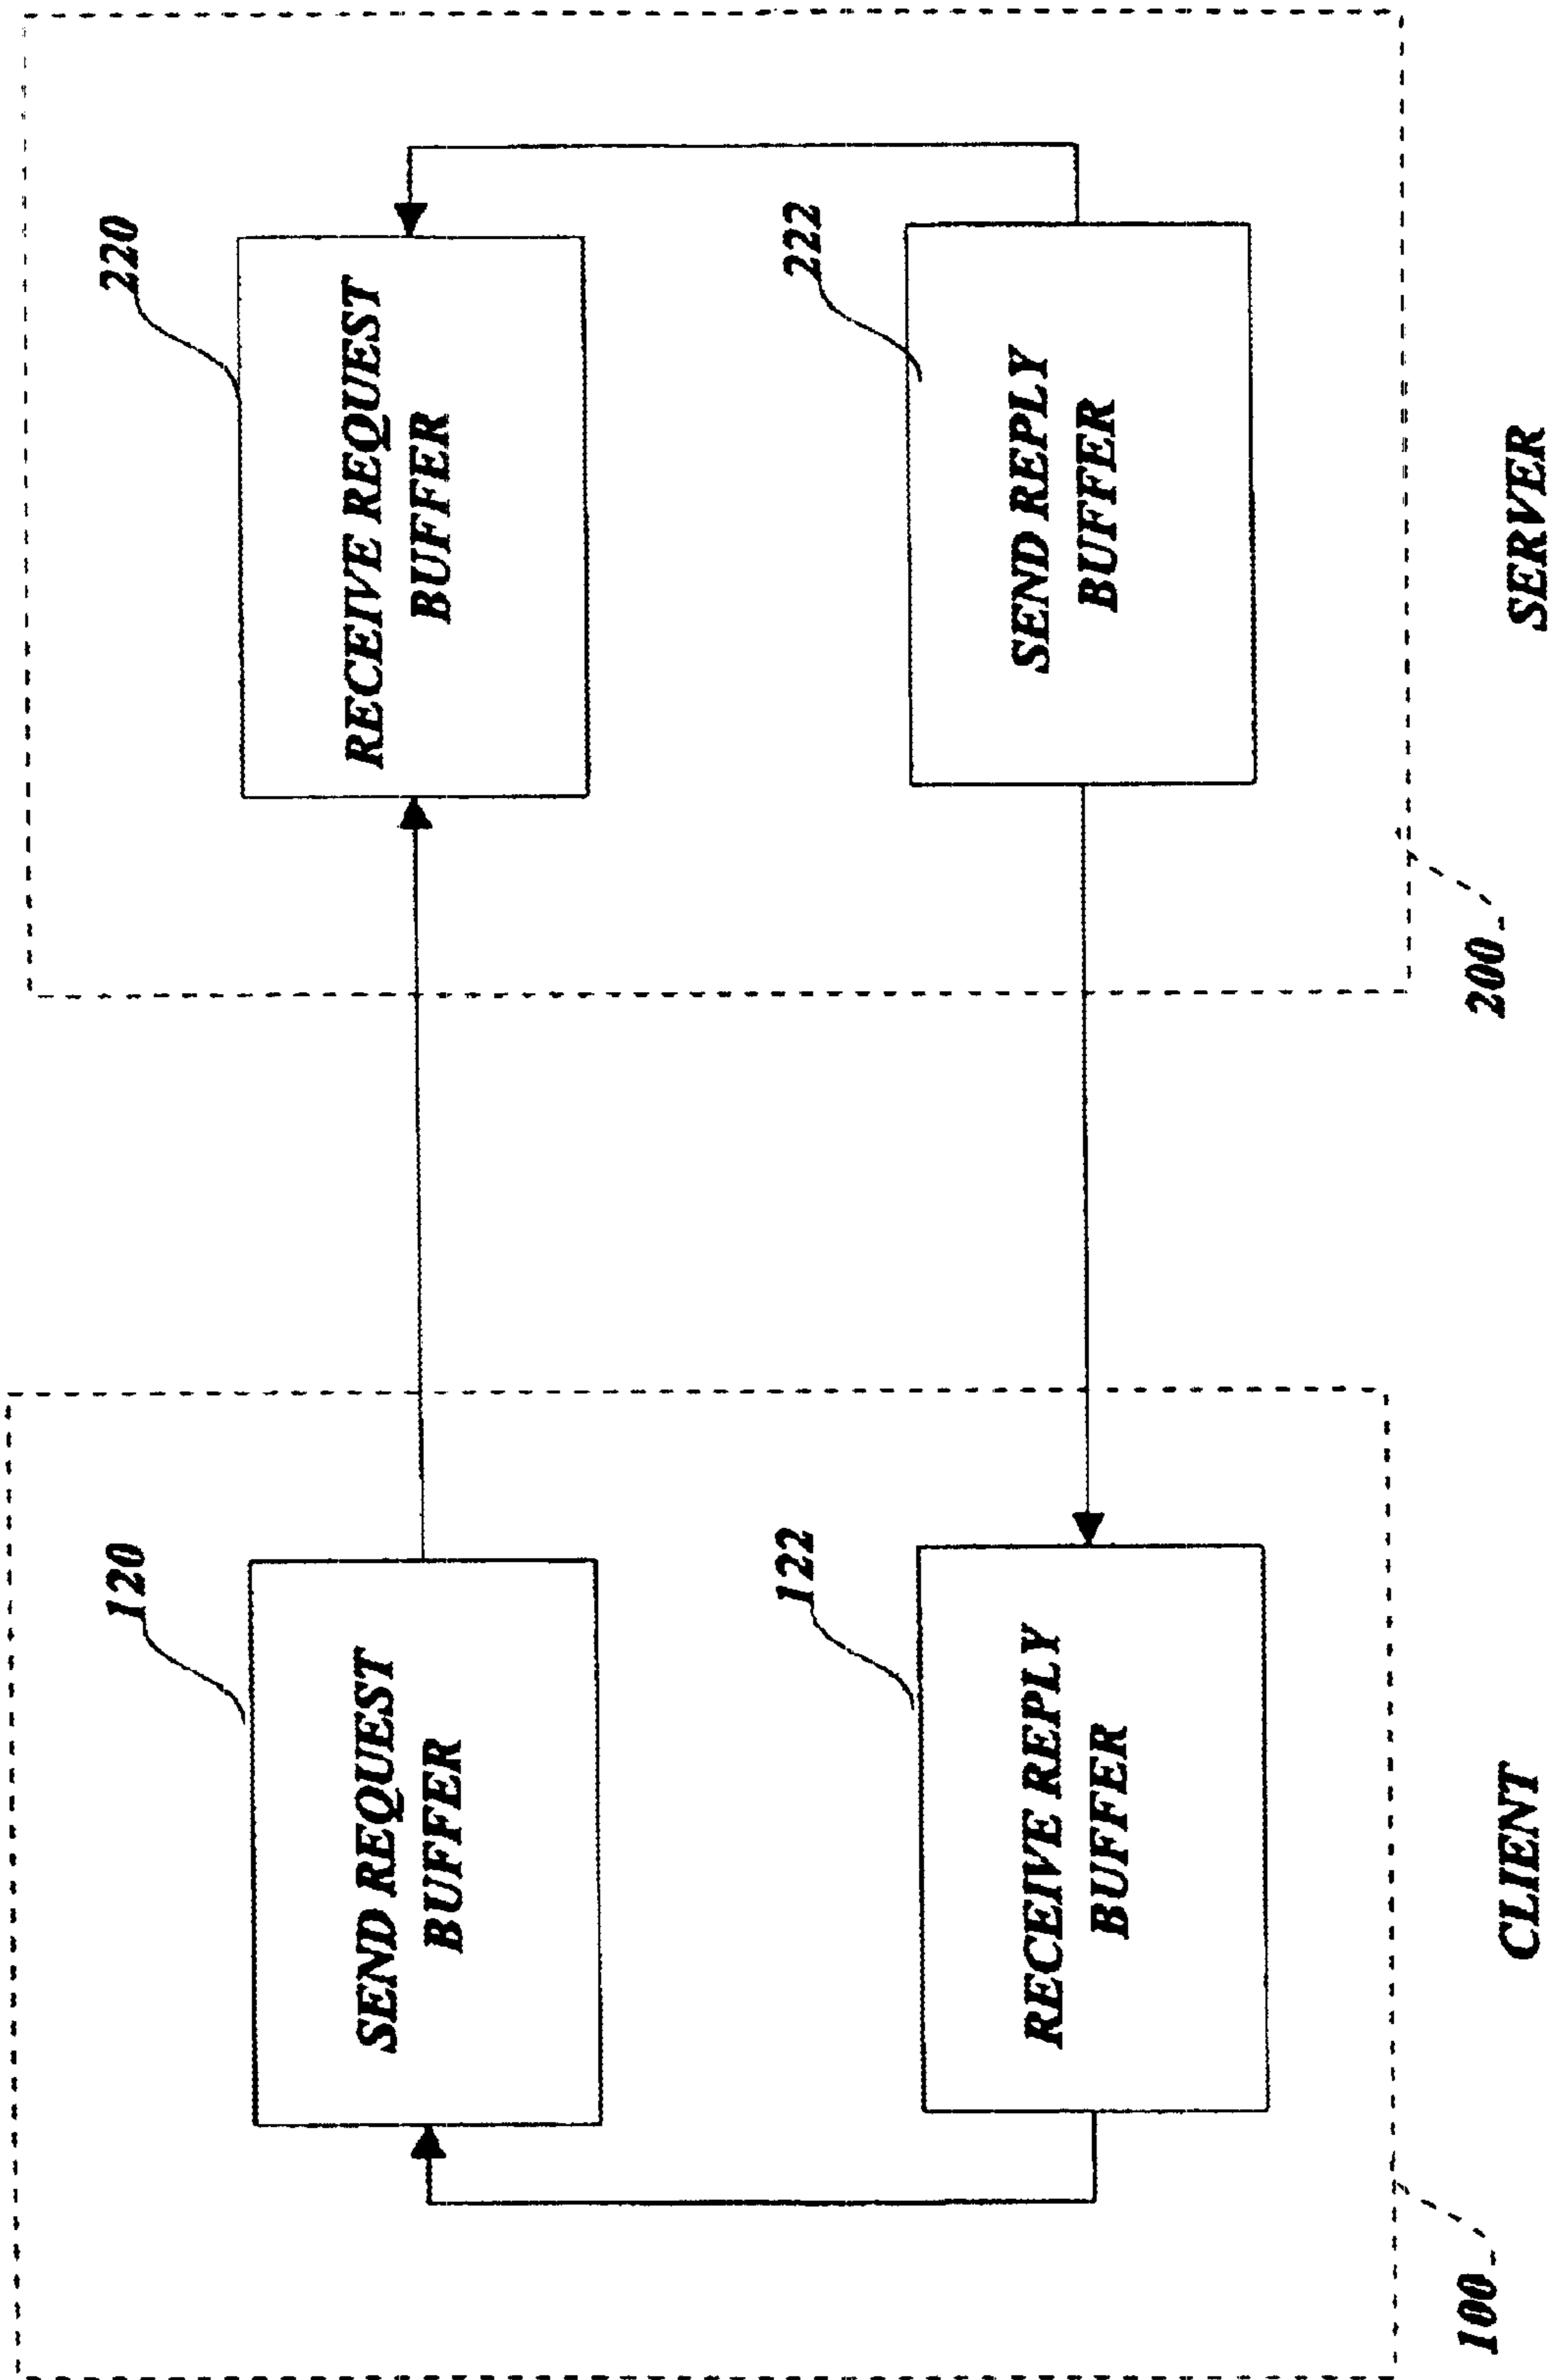 120
SEND REQUEST
BUFFER
220
RECEIVE REQUEST
BUFFER
122
RECEIVE REPLY
BUFFER
222
SEND REPLY
BUFFER
100
CLIENT
200
SERVER